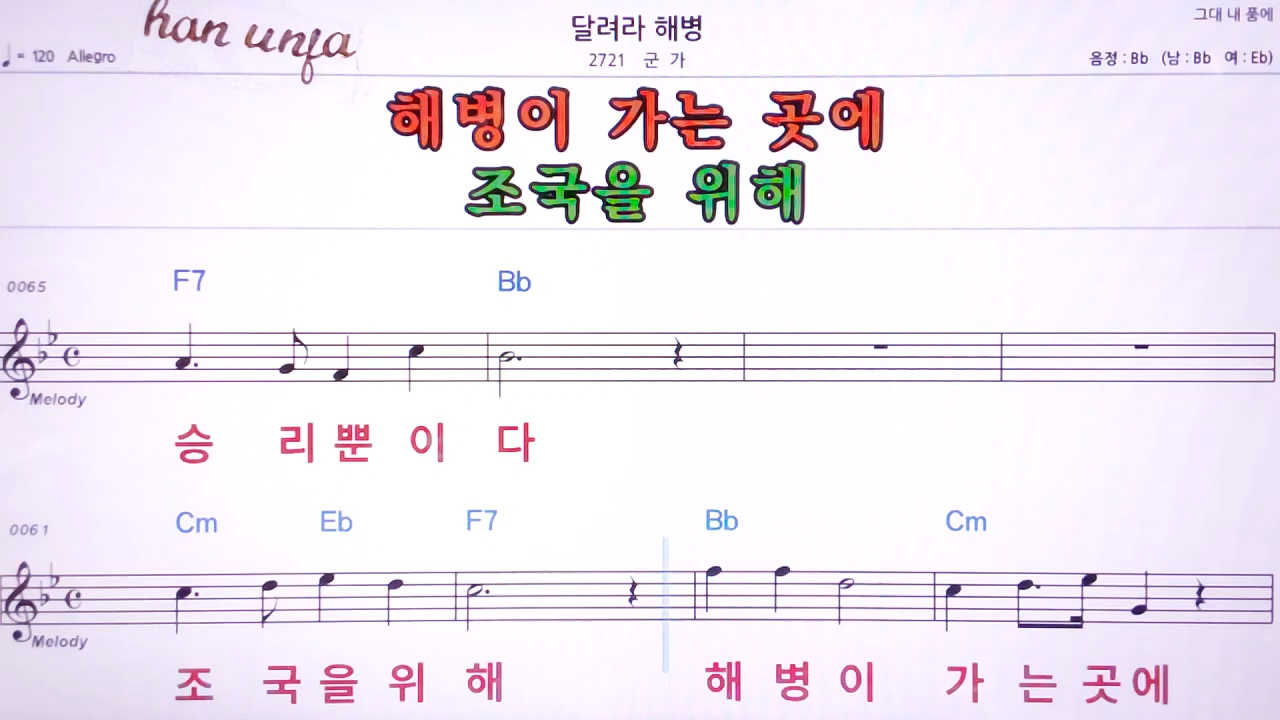 han unja
달려라 해병
그대 내 품에
♩= 120 Allegro
2721 군 가
음정 : Bb (남 : Bb 여 : Eb)
해병이 가는 곳에
조국을 위해
0065
F7 Bb
Melody
승 리 뿐 이 다
0061
Cm Eb F7 Bb Cm
Melody
조 국 을 위 해 해 병 이 가 는 곳 에